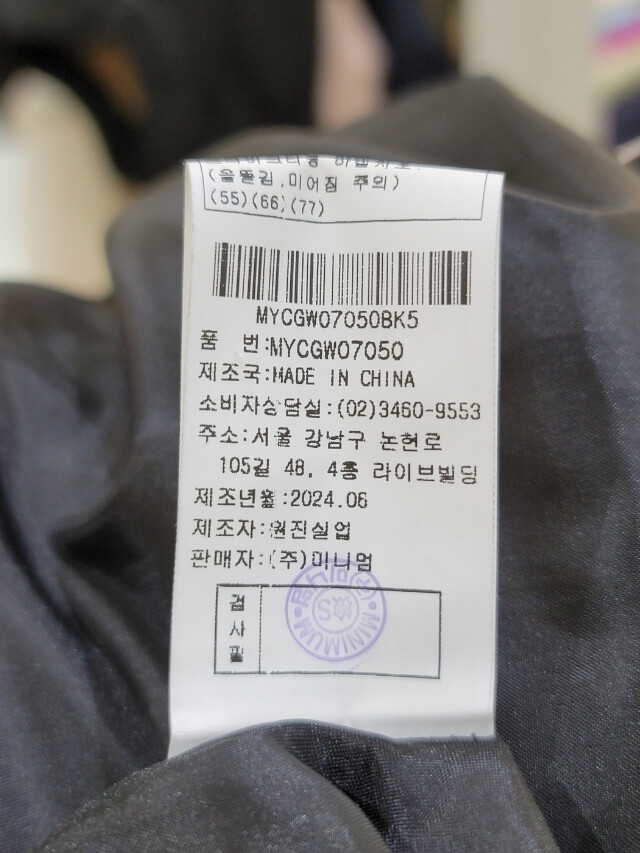 (올뜯김,미어짐 주의)
(55)(66)(77)
MYCGW07050BK5
품 번:MYCGW07050
제조국:MADE IN CHINA
소비자상담실:(02)3460-9553
주소:서울 강남구 논현로
105길 48, 4층 라이브빌딩
제조년월:2024.06
제조자:원진실업
판매자:(주)미니멈
검사필
MINIMUM